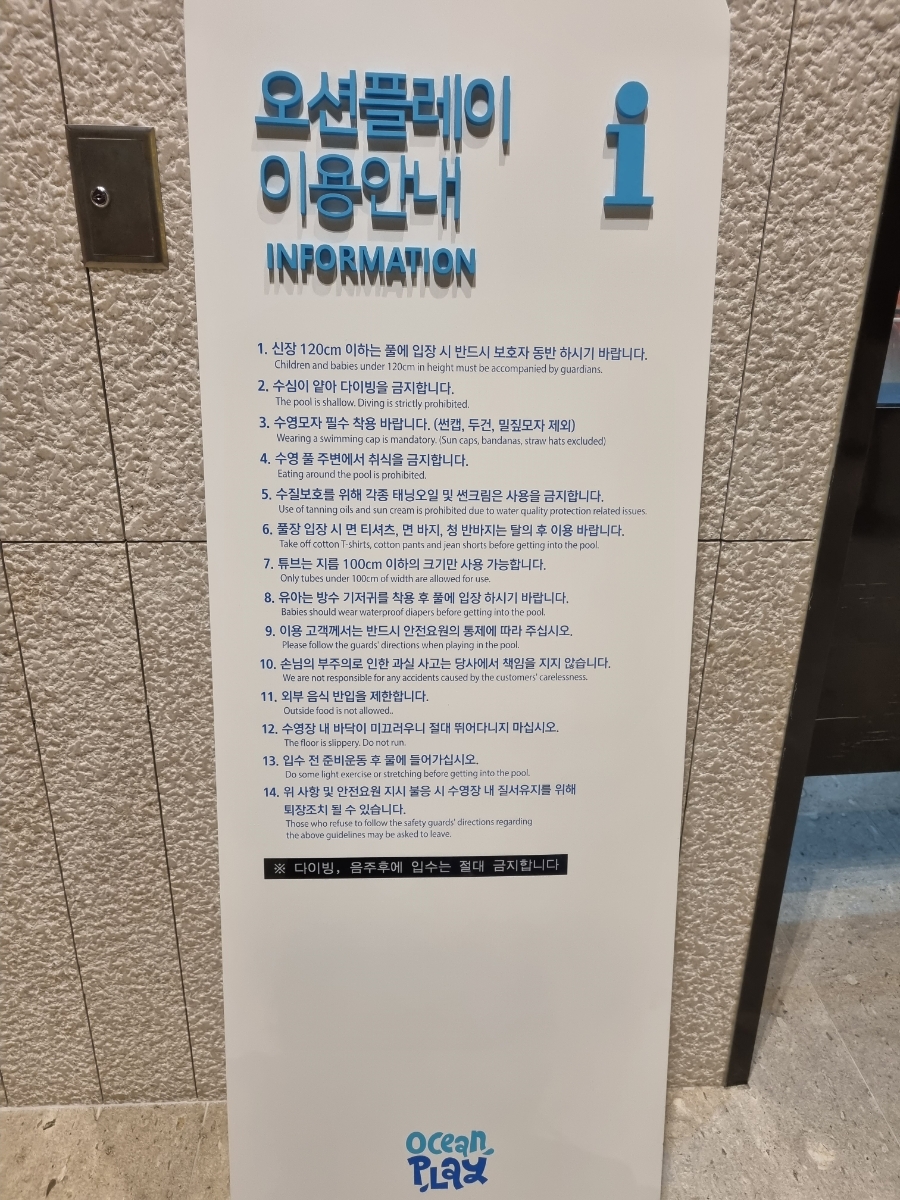 오션플레이
이용안내
INFORMATION
i
1. 신장 120cm 이하는 풀에 입장 시 반드시 보호자 동반 하시기 바랍니다.
Children and babies under 120cm in height must be accompanied by guardians.
2. 수심이 얕아 다이빙을 금지합니다.
The pool is shallow. Diving is strictly prohibited.
3. 수영모자 필수 착용 바랍니다. (썬캡, 두건, 밀짚모자 제외)
Wearing a swimming cap is mandatory. (Sun caps, bandanas, straw hats excluded)
4. 수영 풀 주변에서 취식을 금지합니다.
Eating around the pool is prohibited.
5. 수질보호를 위해 각종 태닝오일 및 썬크림은 사용을 금지합니다.
Use of tanning oils and sun cream is prohibited due to water quality protection related issues.
6. 풀장 입장 시 면 티셔츠, 면 바지, 청 반바지는 탈의 후 이용 바랍니다.
Take off cotton T-shirts, cotton pants and jean shorts before getting into the pool.
7. 튜브는 지름 100cm 이하의 크기만 사용 가능합니다.
Only tubes under 100cm of width are allowed for use.
8. 유아는 방수 기저귀를 착용 후 풀에 입장 하시기 바랍니다.
Babies should wear waterproof diapers before getting into the pool.
9. 이용 고객께서는 반드시 안전요원의 통제에 따라 주십시오.
Please follow the guards' directions when playing in the pool.
10. 손님의 부주의로 인한 과실 사고는 당사에서 책임을 지지 않습니다.
We are not responsible for any accidents caused by the customers' carelessness.
11. 외부 음식 반입을 제한합니다.
Outside food is not allowed..
12. 수영장 내 바닥이 미끄러우니 절대 뛰어다니지 마십시오.
The floor is slippery. Do not run.
13. 입수 전 준비운동 후 물에 들어가십시오.
Do some light exercise or stretching before getting into the pool.
14. 위 사항 및 안전요원 지시 불응 시 수영장 내 질서유지를 위해
퇴장조치 될 수 있습니다.
Those who refuse to follow the safety guards' directions regarding
the above guidelines may be asked to leave.
※ 다이빙, 음주후에 입수는 절대 금지합니다
ocean
PLAY